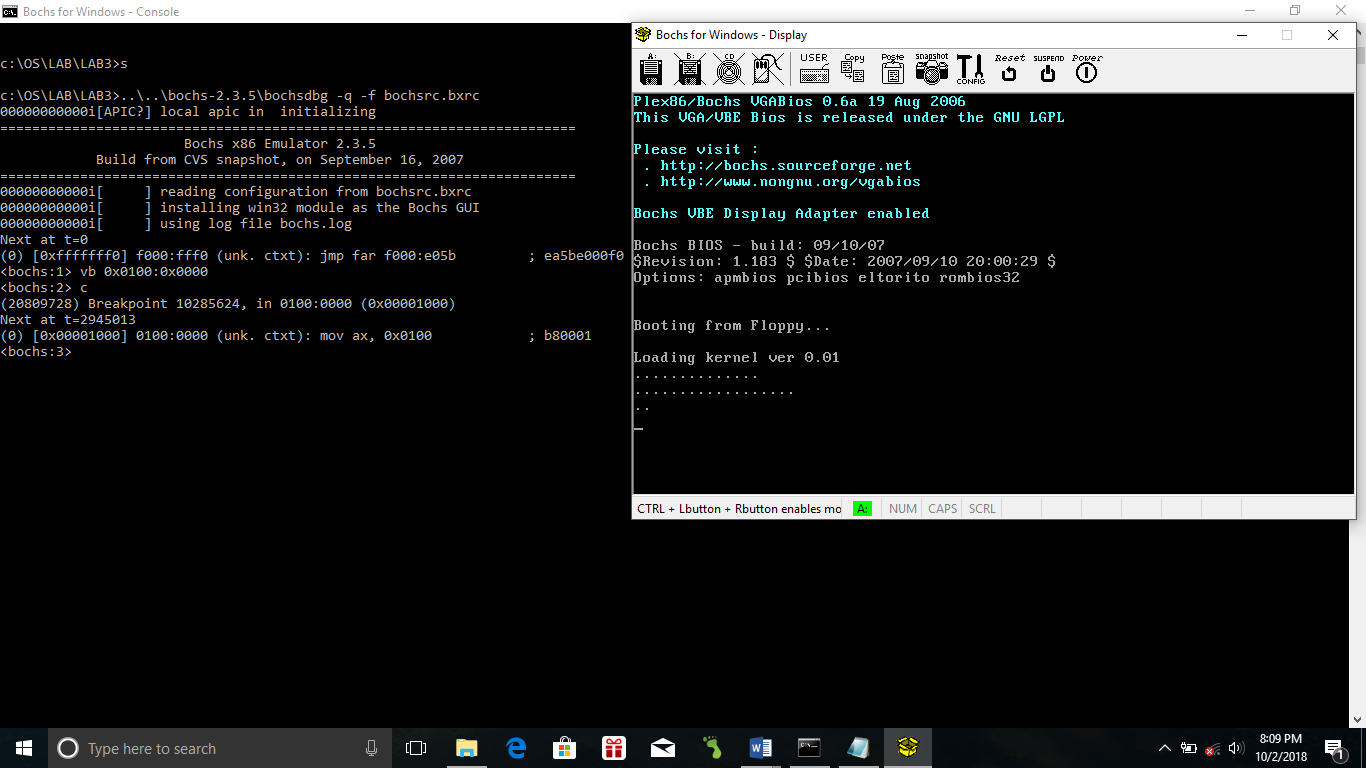 Bochs for Windows - Console
c:\OS\LAB\LAB3>s
c:\OS\LAB\LAB3>..\..\bochs-2.3.5\bochsdbg -q -f bochsrc.bxrc
00000000000i[APIC?] local apic in  initializing
========================================================================
Bochs x86 Emulator 2.3.5
Build from CVS snapshot, on September 16, 2007
========================================================================
00000000000i[     ] reading configuration from bochsrc.bxrc
00000000000i[     ] installing win32 module as the Bochs GUI
00000000000i[     ] using log file bochs.log
Next at t=0
(0) [0xfffffff0] f000:fff0 (unk. ctxt): jmp far f000:e05b         ; ea5be000f0
<bochs:1> vb 0x0100:0x0000
<bochs:2> c
(20809728) Breakpoint 10285624, in 0100:0000 (0x00001000)
Next at t=2945013
(0) [0x00001000] 0100:0000 (unk. ctxt): mov ax, 0x0100            ; b80001
<bochs:3>
Bochs for Windows - Display
A: B: CD USER Copy Paste snapshot CONFIG Reset SUSPEND Power
Plex86/Bochs VGABios 0.6a 19 Aug 2006
This VGA/VBE Bios is released under the GNU LGPL
Please visit :
. http://bochs.sourceforge.net
. http://www.nongnu.org/vgabios
Bochs VBE Display Adapter enabled
Bochs BIOS - build: 09/10/07
$Revision: 1.183 $ $Date: 2007/09/10 20:00:29 $
Options: apmbios pcibios eltorito rombios32
Booting from Floppy...
Loading kernel ver 0.01
..............
..................
..
_
CTRL + Lbutton + Rbutton enables mo A: NUM CAPS SCRL
Type here to search
8:09 PM
10/2/2018
1